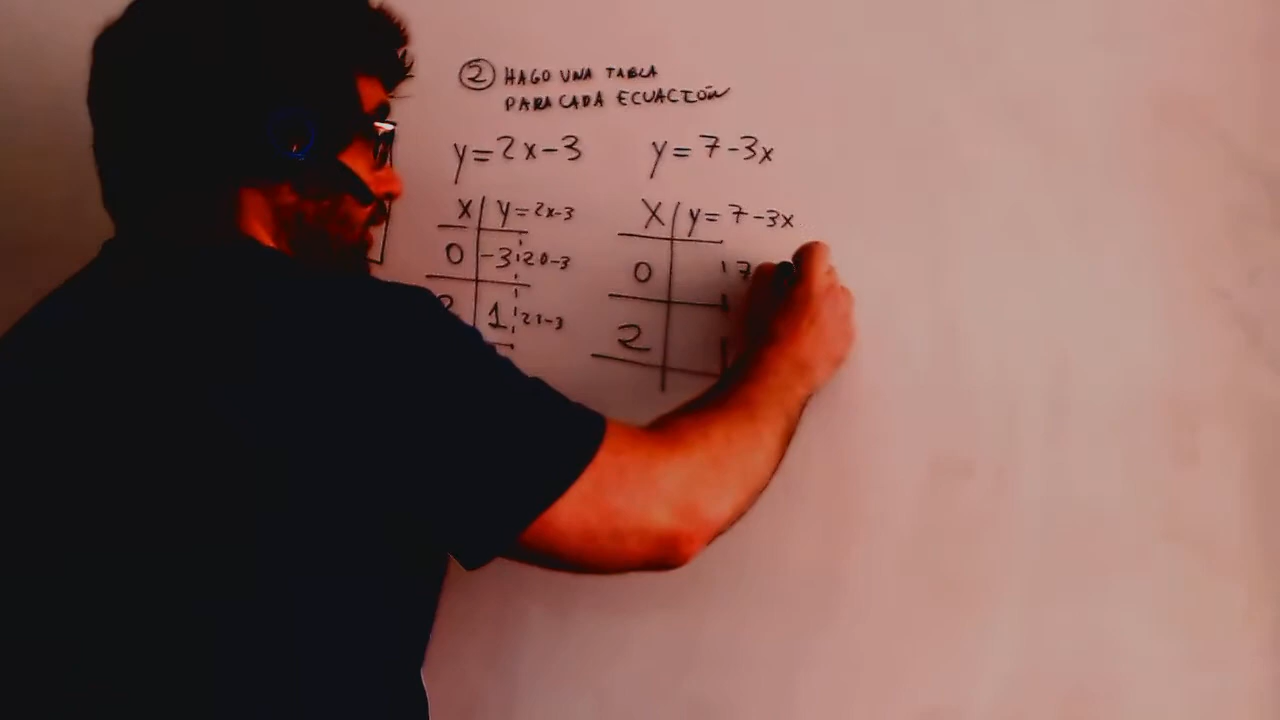 ② HAGO UNA TABLA
PARA CADA ECUACIÓN
y=2x-3
y=7-3x
X y=2x-3
0 -3 2·0-3
1 2·-3
X y=7-3x
0 7
2